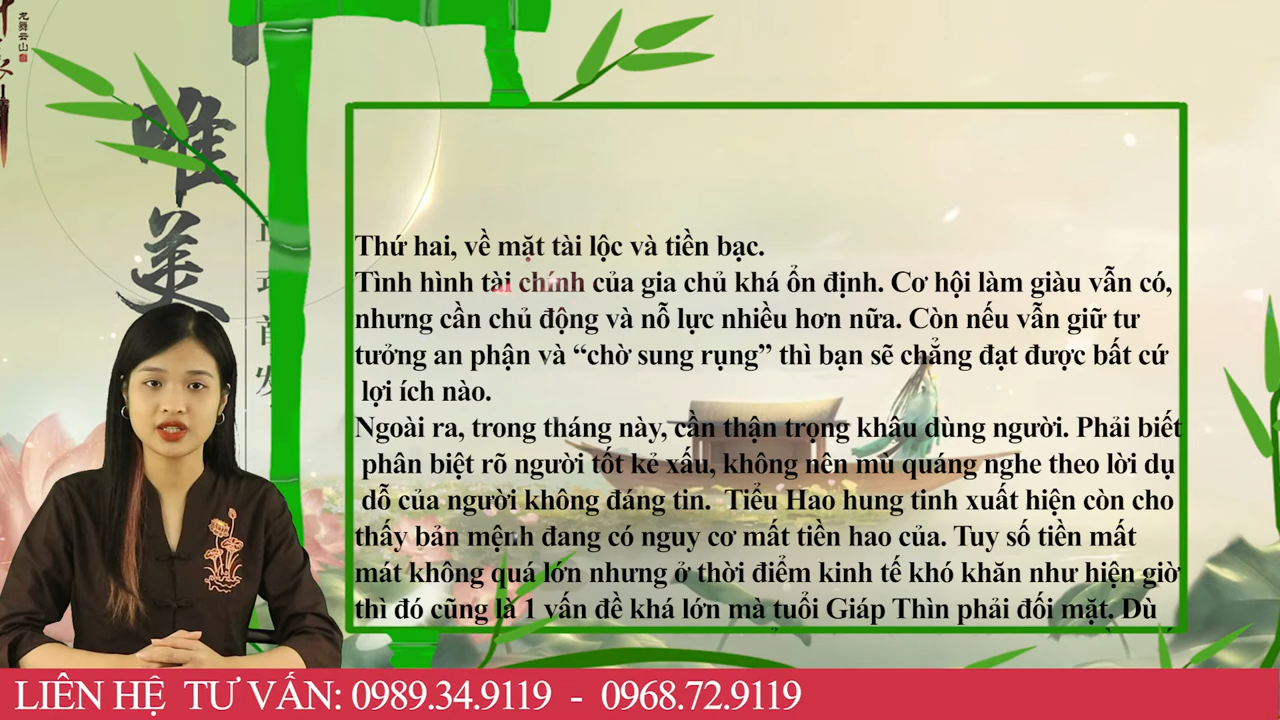 龙舞云山
唯
美
Thứ hai, về mặt tài lộc và tiền bạc.
Tình hình tài chính của gia chủ khá ổn định. Cơ hội làm giàu vẫn có,
nhưng cần chủ động và nỗ lực nhiều hơn nữa. Còn nếu vẫn giữ tư
tưởng an phận và “chờ sung rụng” thì bạn sẽ chẳng đạt được bất cứ
lợi ích nào.
Ngoài ra, trong tháng này, cần thận trọng khâu dùng người. Phải biết
phân biệt rõ người tốt kẻ xấu, không nên mù quáng nghe theo lời dụ
dỗ của người không đáng tin. Tiểu Hao hung tinh xuất hiện còn cho
thấy bản mệnh đang có nguy cơ mất tiền hao của. Tuy số tiền mất
mát không quá lớn nhưng ở thời điểm kinh tế khó khăn như hiện giờ
thì đó cũng là 1 vấn đề khá lớn mà tuổi Giáp Thìn phải đối mặt. Dù
LIÊN HỆ TƯ VẤN: 0989.34.9119 - 0968.72.9119